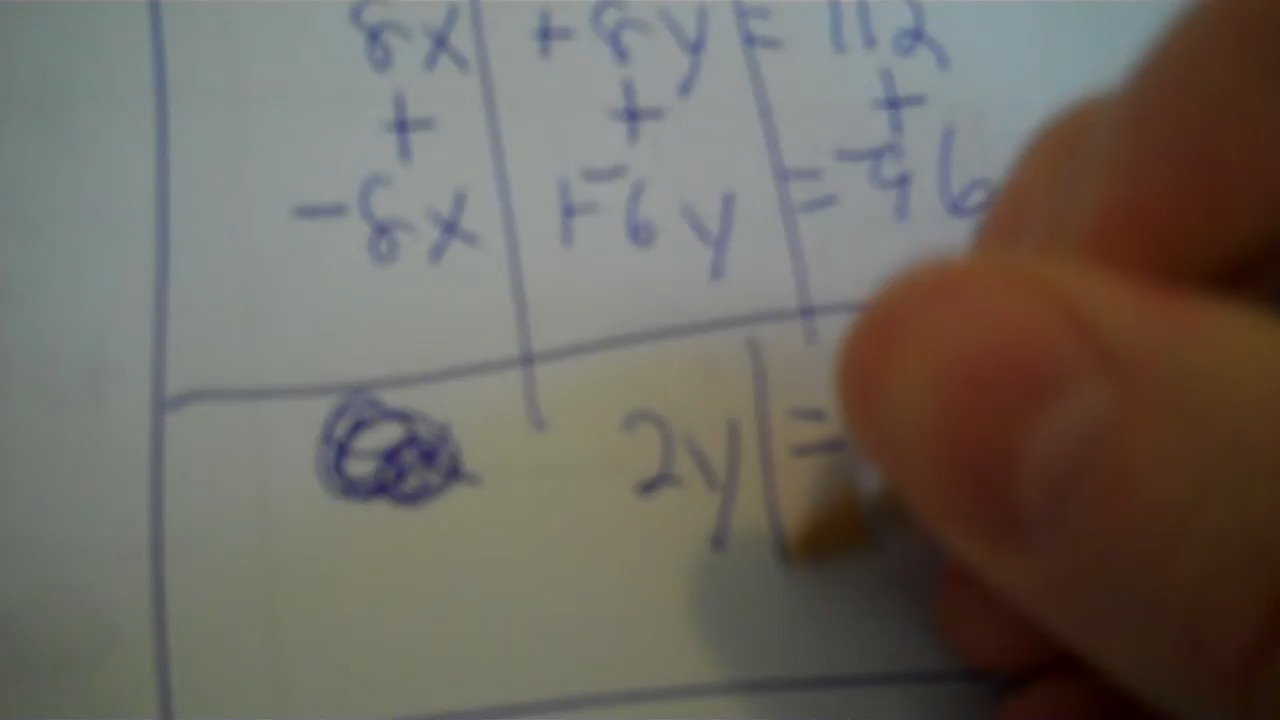 8x +8y = 112
+ + +
-8x +-6y = -96
2y =